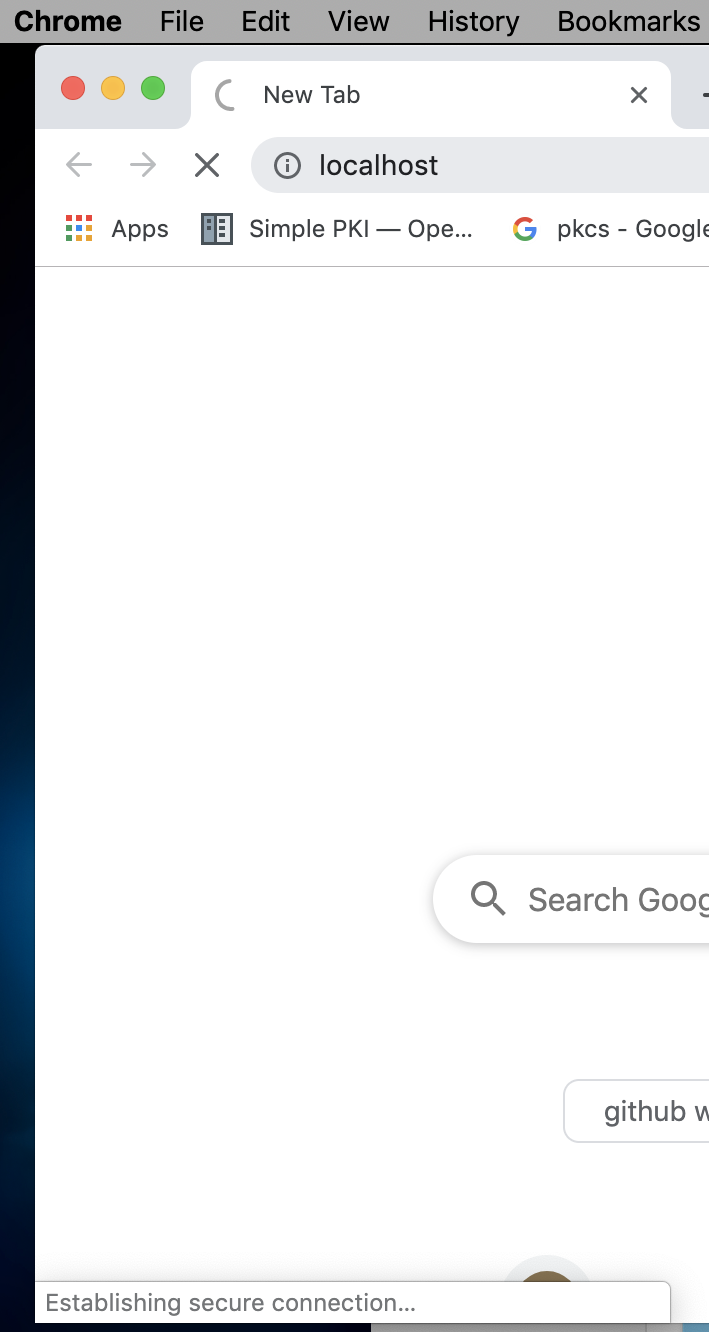 Chrome File Edit View History Bookmarks
New Tab
localhost
Apps Simple PKI — Ope... pkcs - Google
Search Goog
github w
Establishing secure connection...